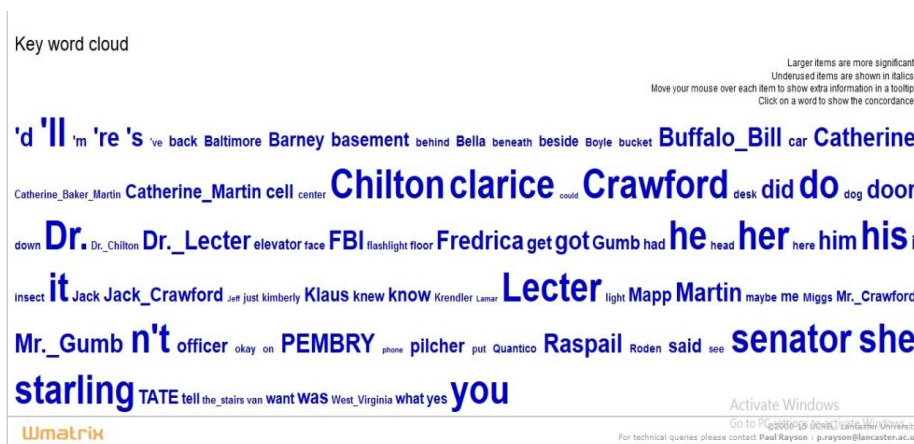 Key word cloud
Larger items are more significant
Underused items are shown in italics
Move your mouse over each item to show extra information in a tooltip
Click on a word to show the concordance
'd 'll 'm 're 's 've back Baltimore Barney basement behind Bella beneath beside Boyle bucket Buffalo_Bill car Catherine
Catherine_Baker_Martin Catherine_Martin cell center Chilton clarice could Crawford desk did do dog door
down Dr. Dr._Chilton Dr._Lecter elevator face FBI flashlight floor Fredrica get got Gumb had he head her here him his i
insect it Jack Jack_Crawford Jeff just kimberly Klaus knew know Krendler Lamar Lecter light Mapp Martin maybe me Miggs Mr._Crawford
Mr._Gumb n't officer okay on PEMBRY phone pilcher put Quantico Raspail Roden said see senator she
starling TATE tell the_stairs van want was West_Virginia what yes you
Activate Windows
Wmatrix
For technical queries please contact Paul Rayson : p.rayson@lancaster.ac.u